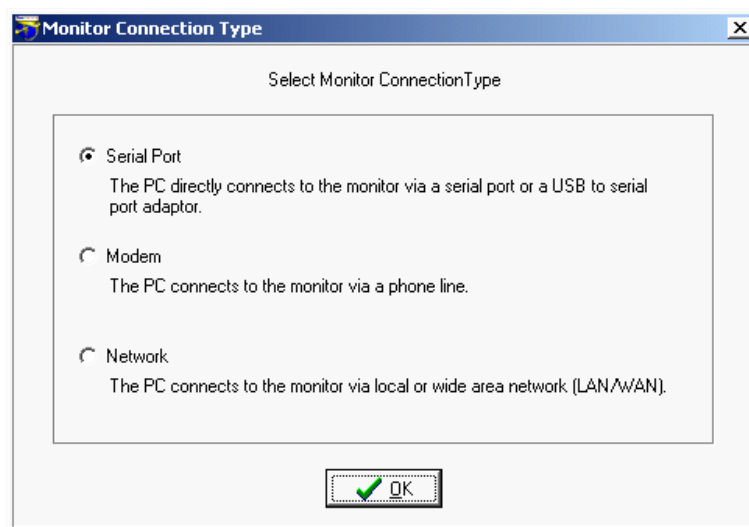 Monitor Connection Type
Select Monitor ConnectionType
Serial Port
The PC directly connects to the monitor via a serial port or a USB to serial
port adaptor.
Modem
The PC connects to the monitor via a phone line.
Network
The PC connects to the monitor via local or wide area network (LAN/WAN).
OK